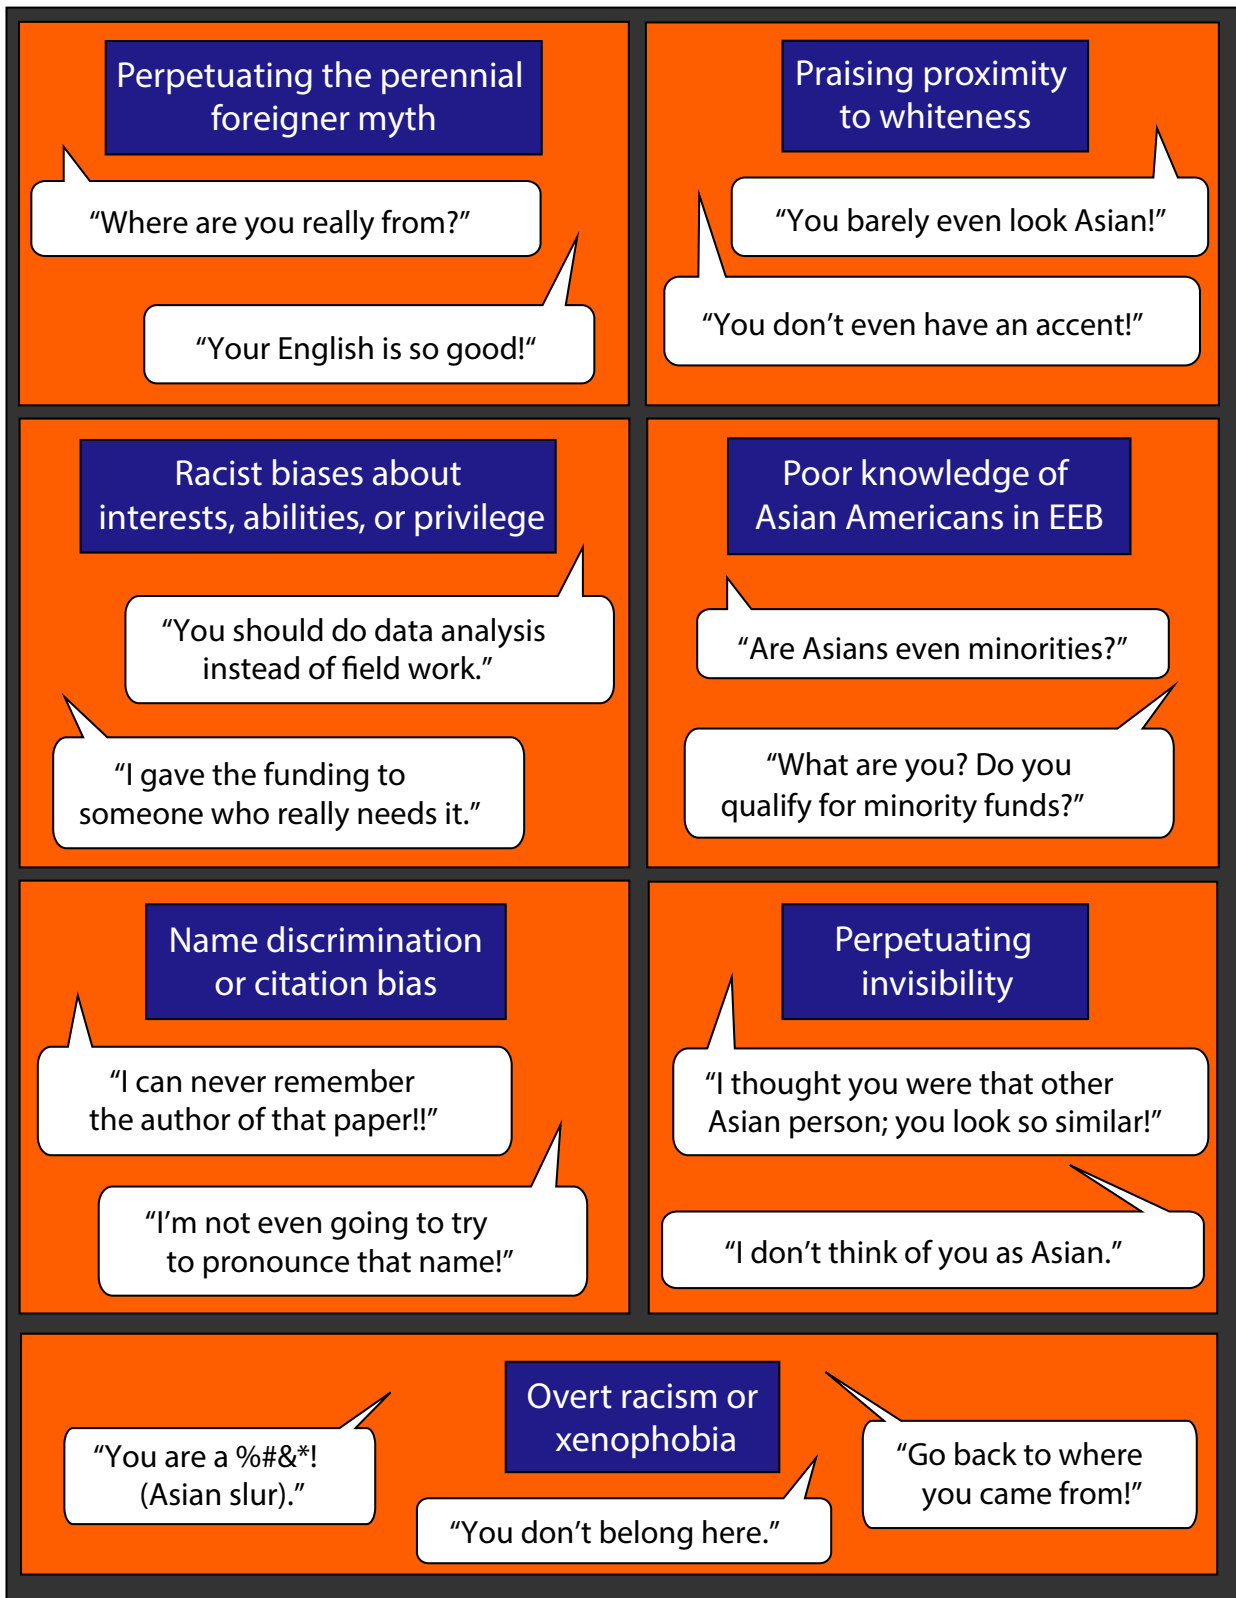 Perpetuating the perennial
foreigner myth
“Where are you really from?”
“Your English is so good!“
Praising proximity
to whiteness
“You barely even look Asian!”
“You don’t even have an accent!”
Racist biases about
interests, abilities, or privilege
“You should do data analysis
instead of field work.”
“I gave the funding to
someone who really needs it.”
Poor knowledge of
Asian Americans in EEB
“Are Asians even minorities?”
“What are you? Do you
qualify for minority funds?”
Name discrimination
or citation bias
“I can never remember
the author of that paper!!”
“I’m not even going to try
to pronounce that name!”
Perpetuating
invisibility
“I thought you were that other
Asian person; you look so similar!”
“I don’t think of you as Asian.”
Overt racism or
xenophobia
“You are a %#&*!
(Asian slur).”
“You don’t belong here.”
“Go back to where
you came from!”